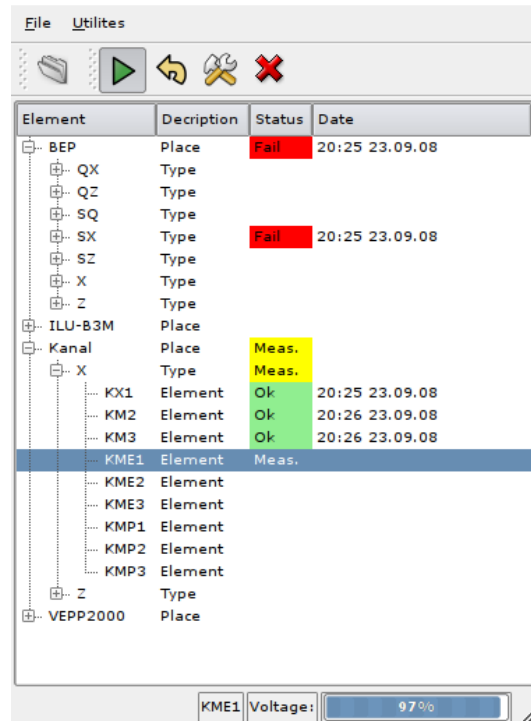 File Utilites
Element Decription Status Date
BEP Place Fail 20:25 23.09.08
QX Type
QZ Type
SQ Type
SX Type Fail 20:25 23.09.08
SZ Type
X Type
Z Type
ILU-B3M Place
Kanal Place Meas.
X Type Meas.
KX1 Element Ok 20:25 23.09.08
KM2 Element Ok 20:26 23.09.08
KM3 Element Ok 20:26 23.09.08
KME1 Element Meas.
KME2 Element
KME3 Element
KMP1 Element
KMP2 Element
KMP3 Element
Z Type
VEPP2000 Place
KME1 Voltage: 97%